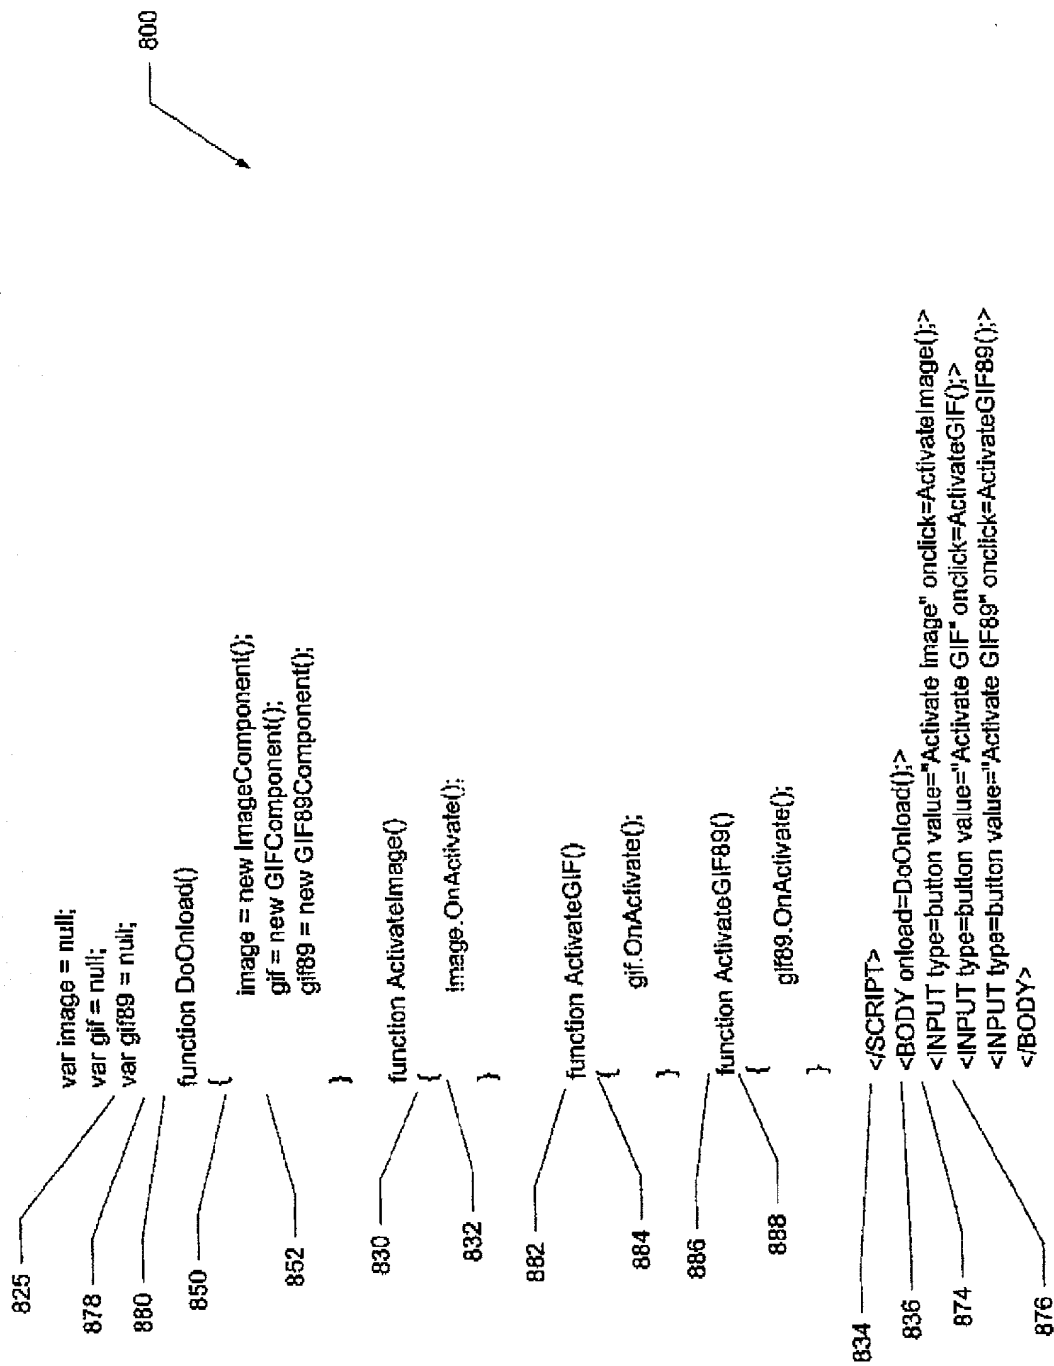 800
825
var image = null;
878
var gif = null;
880
var gif89 = null;
850
function DoOnload()
{
852
image = new ImageComponent();
gif = new GIFComponent();
gif89 = new GIF89Component();
}
830
function ActivateImage()
{
832
image.OnActivate();
}
882
function ActivateGIF()
{
884
gif.OnActivate();
}
886
function ActivateGIF89()
{
888
gif89.OnActivate();
}
834
</SCRIPT>
836
<BODY onload=DoOnload();>
874
<INPUT type=button value="Activate Image" onclick=ActivateImage();>
876
<INPUT type=button value="Activate GIF" onclick=ActivateGIF();>
<INPUT type=button value="Activate GIF89" onclick=ActivateGIF89();>
</BODY>